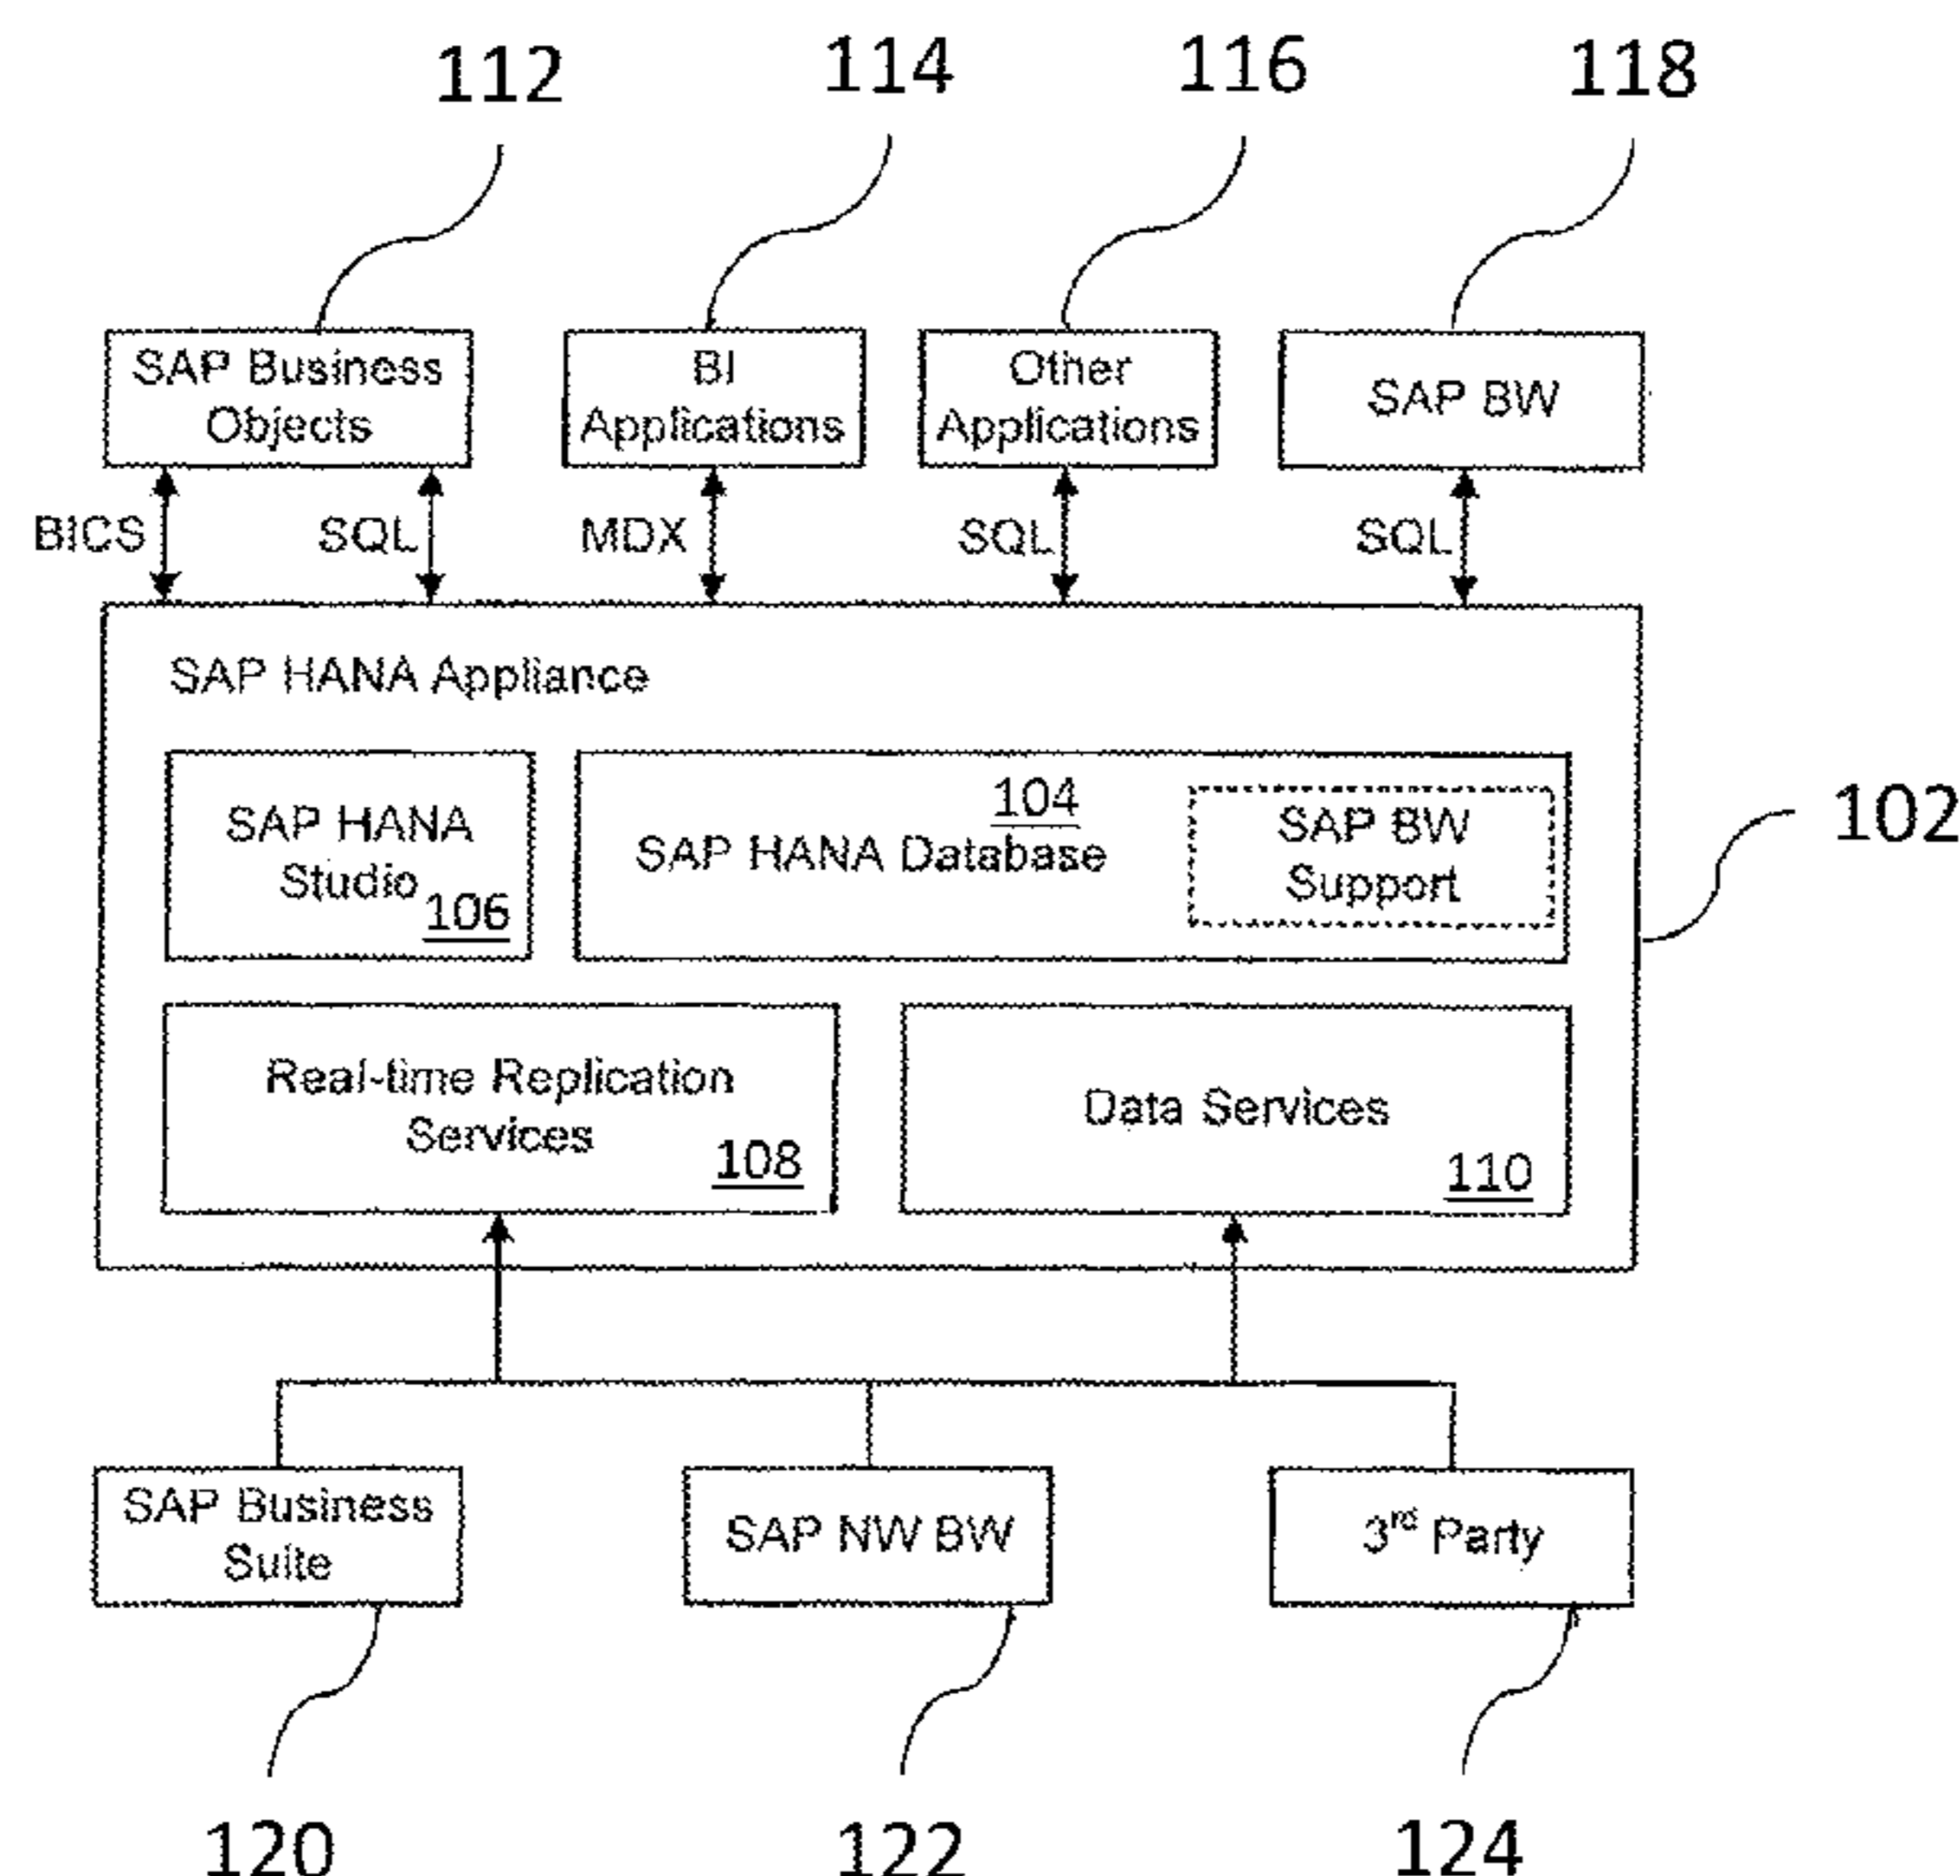 112
114
116
118
SAP Business
Objects
BI
Applications
Other
Applications
SAP BW
BICS
SQL
MDX
SQL
SQL
SAP HANA Appliance
102
SAP HANA
Studio
106
104
SAP HANA Database
SAP BW
Support
Real-time Replication
Services
108
Data Services
110
SAP Business
Suite
SAP NW BW
3rd Party
120
122
124